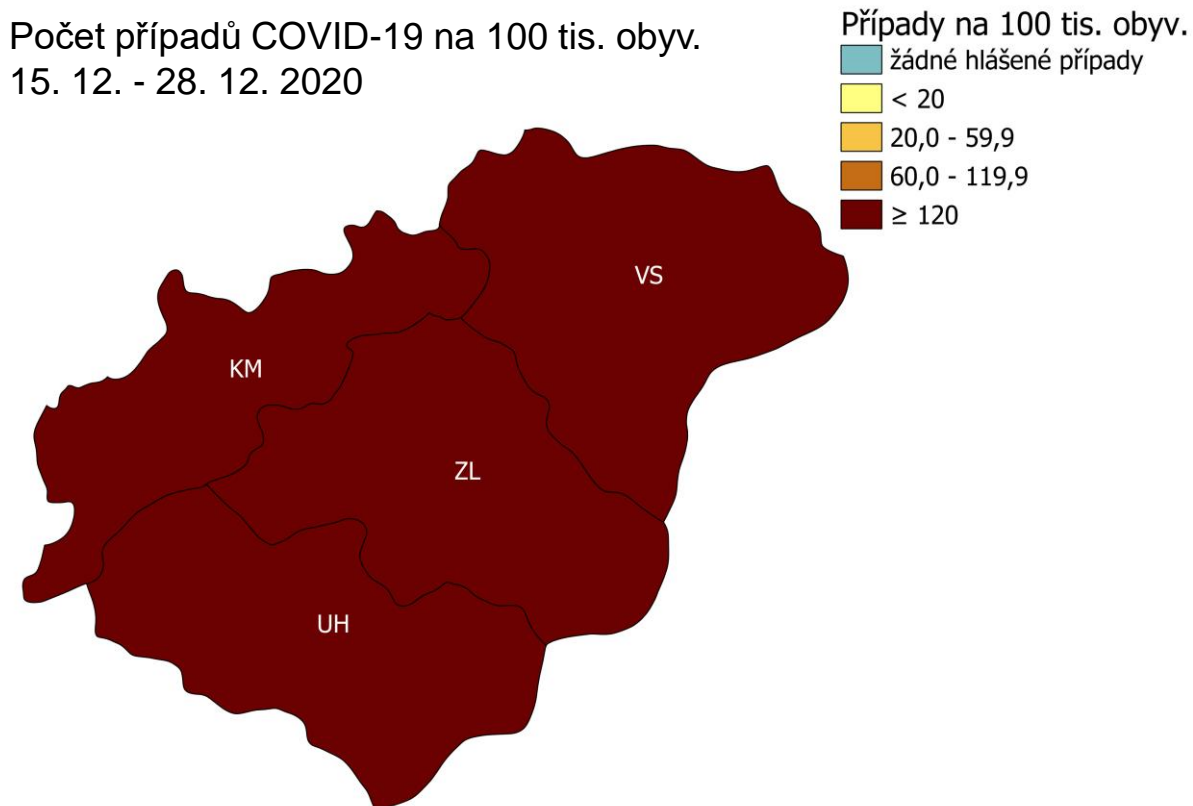 Počet případů COVID-19 na 100 tis. obyv.
15. 12. - 28. 12. 2020
Případy na 100 tis. obyv.
žádné hlášené případy
< 20
20,0 - 59,9
60,0 - 119,9
≥ 120
VS
KM
ZL
UH